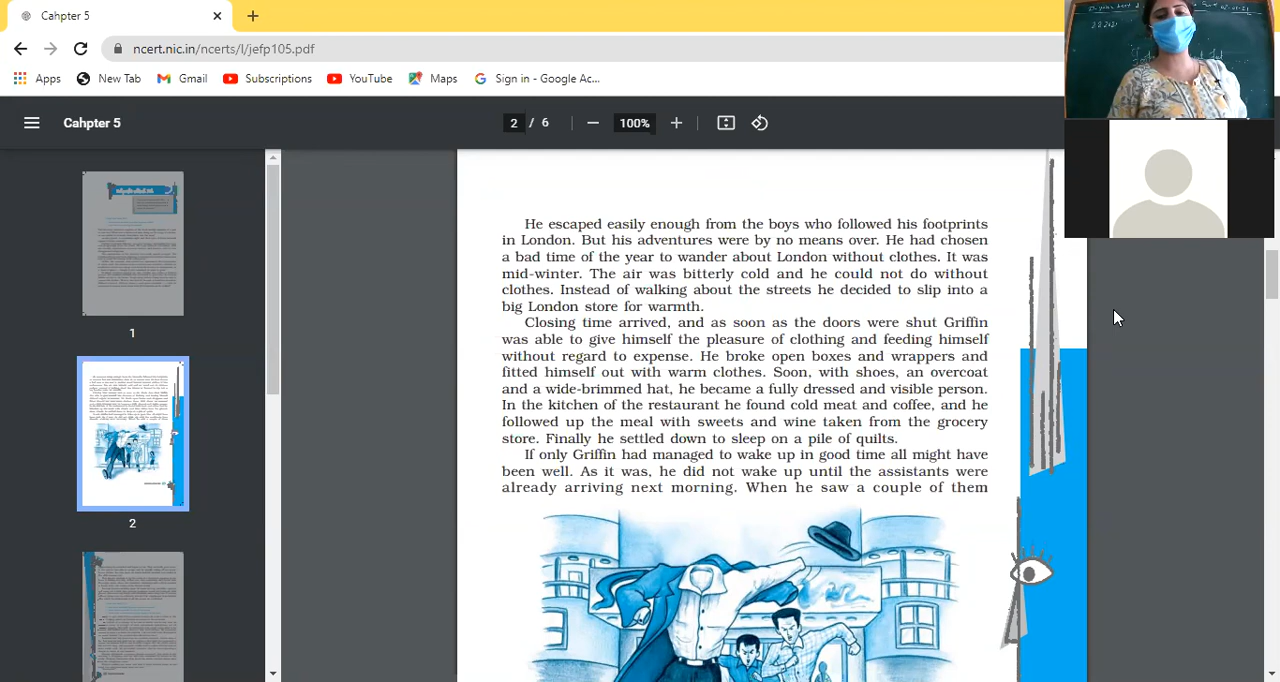 Cahpter 5
ncert.nic.in/ncerts/l/jefp105.pdf
Apps New Tab Gmail Subscriptions YouTube Maps Sign in - Google Ac...
Cahpter 5
2 / 6 100%
1
2
He escaped easily enough from the boys who followed his footprints
in London. But his adventures were by no means over. He had chosen
a bad time of the year to wander about London without clothes. It was
mid-winter. The air was bitterly cold and he could not do without
clothes. Instead of walking about the streets he decided to slip into a
big London store for warmth.
Closing time arrived, and as soon as the doors were shut Griffin
was able to give himself the pleasure of clothing and feeding himself
without regard to expense. He broke open boxes and wrappers and
fitted himself out with warm clothes. Soon, with shoes, an overcoat
and a wide-brimmed hat, he became a fully dressed and visible person.
In the kitchen of the restaurant he found cold meat and coffee, and he
followed up the meal with sweets and wine taken from the grocery
store. Finally he settled down to sleep on a pile of quilts.
If only Griffin had managed to wake up in good time all might have
been well. As it was, he did not wake up until the assistants were
already arriving next morning. When he saw a couple of them